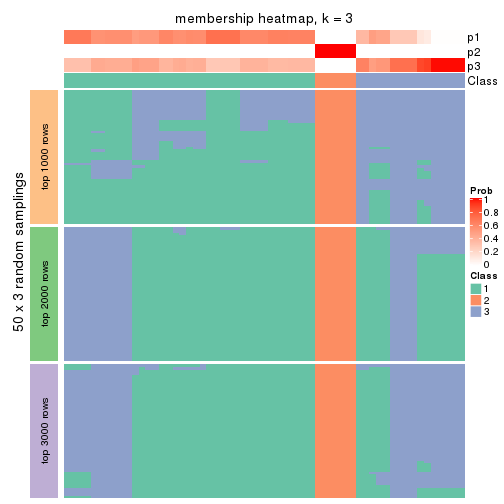 membership heatmap, k = 3
p1
p2
p3
Class
50 x 3 random samplings
top 1000 rows
top 2000 rows
top 3000 rows
Prob
1
0.8
0.6
0.4
0.2
0
Class
1
2
3